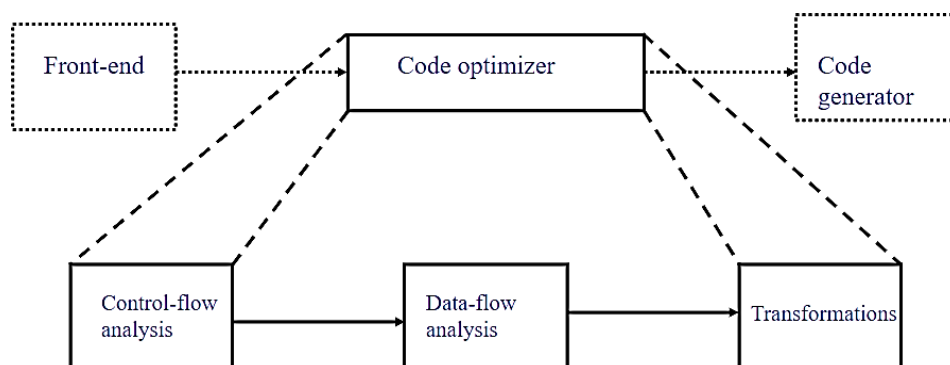 Front-end
Code optimizer
Code
generator
Control-flow
analysis
Data-flow
analysis
Transformations